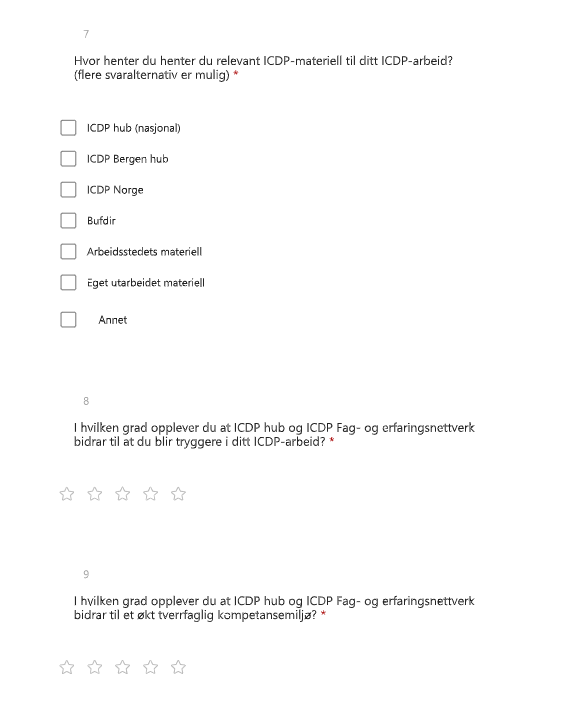 7
Hvor henter du henter du relevant ICDP-materiell til ditt ICDP-arbeid?
(flere svaralternativ er mulig) *
ICDP hub (nasjonal)
ICDP Bergen hub
ICDP Norge
Bufdir
Arbeidsstedets materiell
Eget utarbeidet materiell
Annet
8
I hvilken grad opplever du at ICDP hub og ICDP Fag- og erfaringsnettverk
bidrar til at du blir tryggere i ditt ICDP-arbeid? *
9
I hvilken grad opplever du at ICDP hub og ICDP Fag- og erfaringsnettverk
bidrar til et økt tverrfaglig kompetansemiljø? *